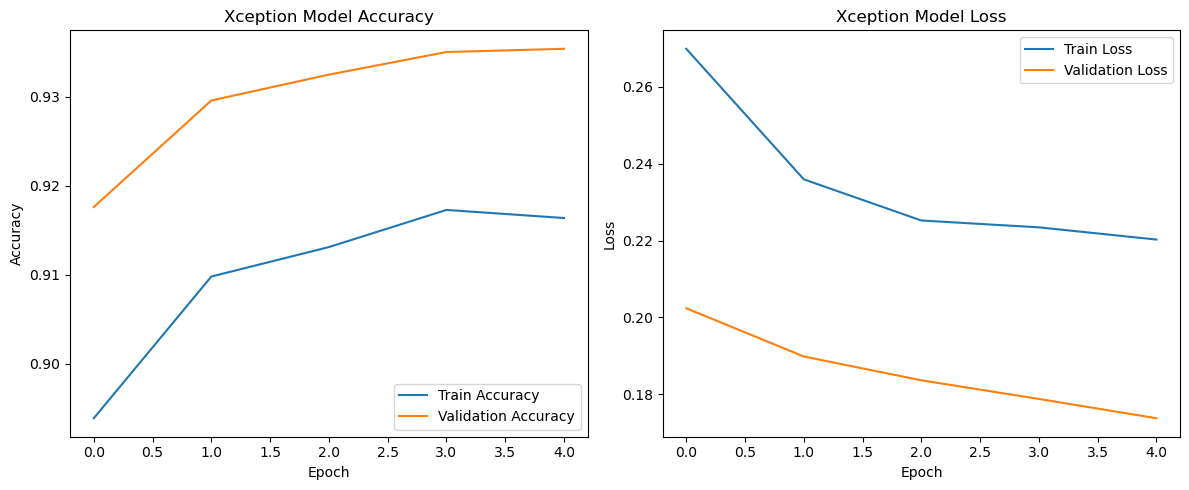 Xception Model Accuracy
Accuracy
0.93
0.92
0.91
0.90
Train Accuracy
Validation Accuracy
0.0 0.5 1.0 1.5 2.0 2.5 3.0 3.5 4.0
Epoch
Xception Model Loss
Loss
0.26
0.24
0.22
0.20
0.18
Train Loss
Validation Loss
0.0 0.5 1.0 1.5 2.0 2.5 3.0 3.5 4.0
Epoch